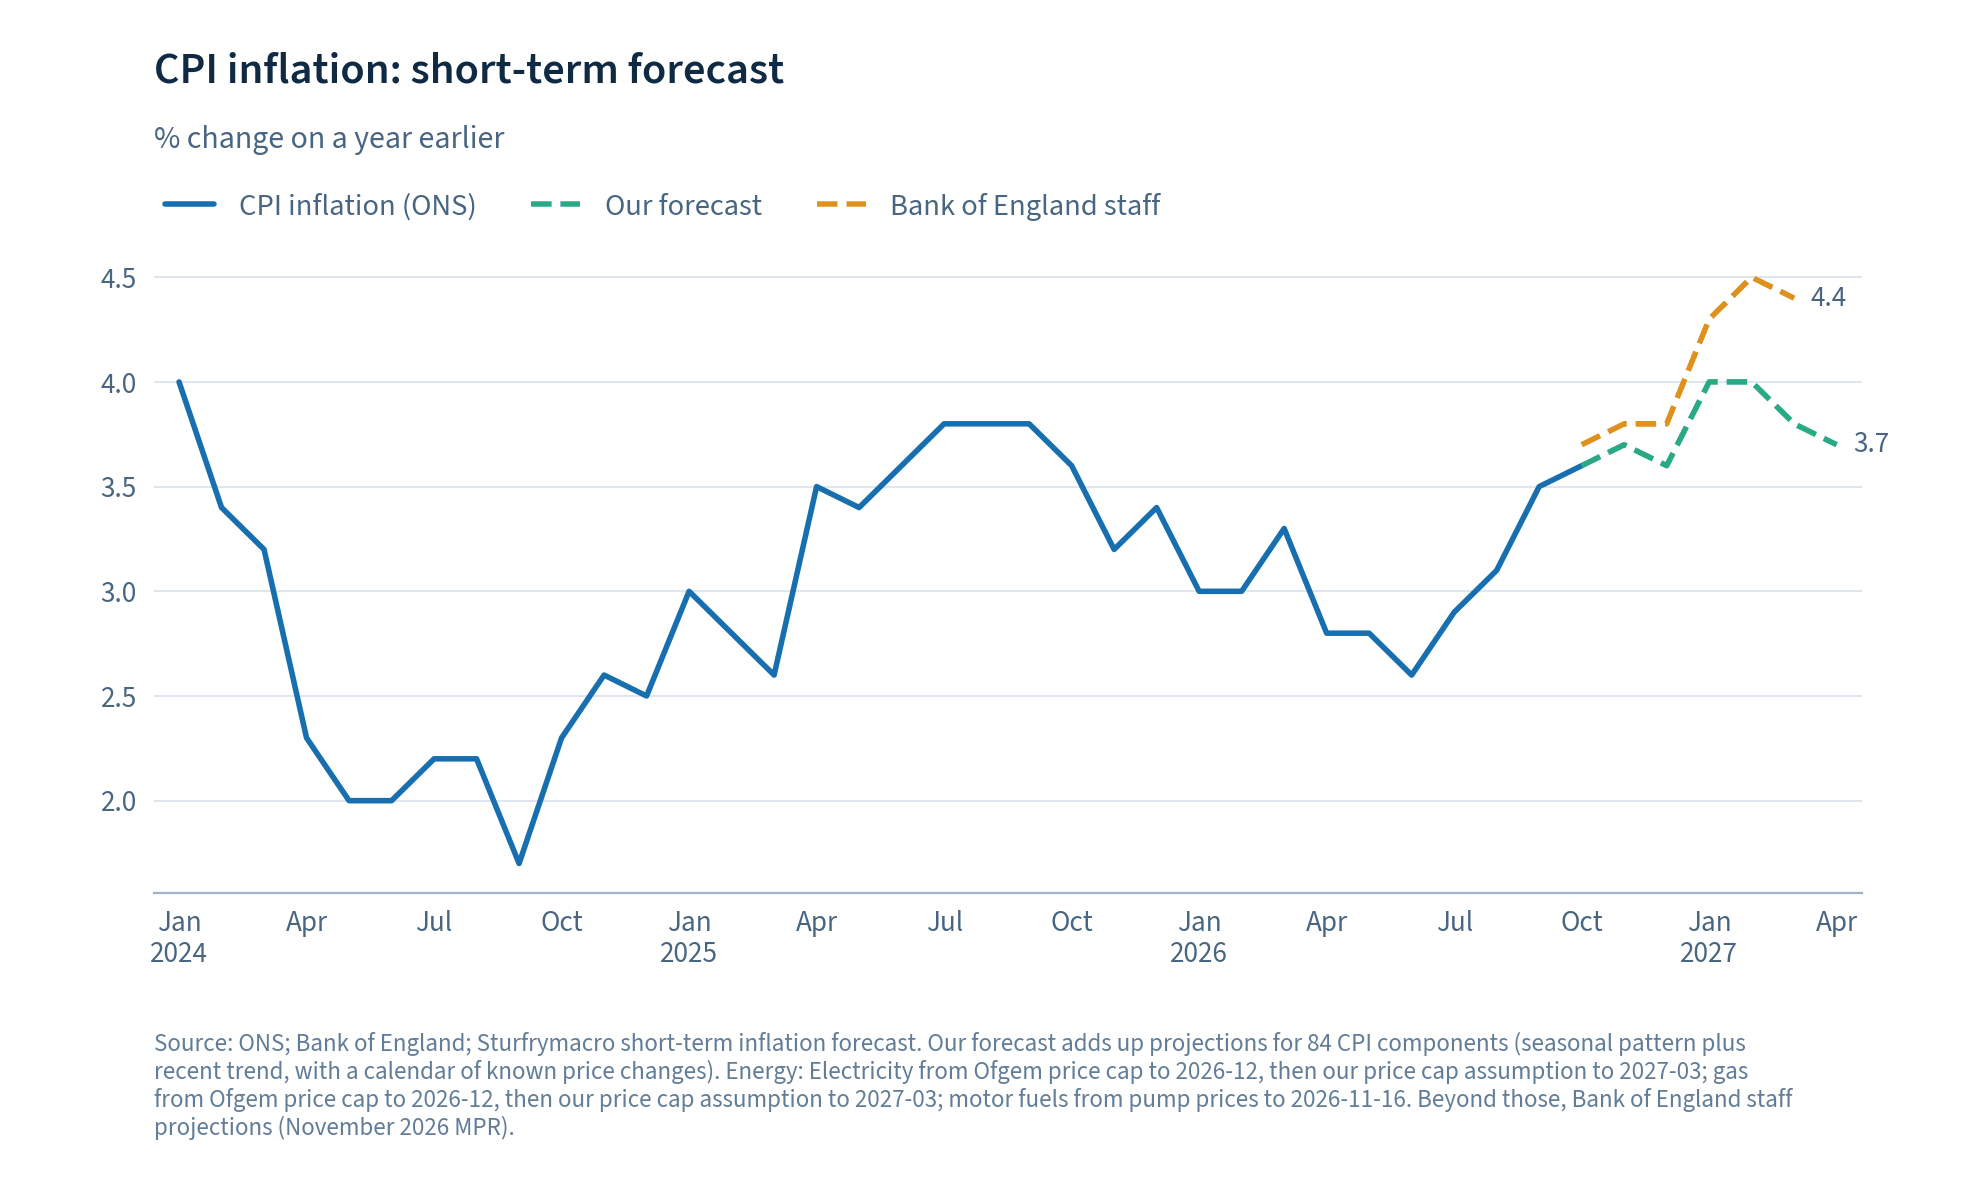 CPI inflation: short-term forecast
% change on a year earlier
CPI inflation (ONS) Our forecast Bank of England staff
4.5
4.4
4.0
3.7
3.5
3.0
2.5
2.0
Jan Apr Jul Oct Jan Apr Jul Oct Jan Apr Jul Oct Jan Apr
2024 2025 2026 2027
Source: ONS; Bank of England; Sturfrymacro short-term inflation forecast. Our forecast adds up projections for 84 CPI components (seasonal pattern plus
recent trend, with a calendar of known price changes). Energy: Electricity from Ofgem price cap to 2026-12, then our price cap assumption to 2027-03; gas
from Ofgem price cap to 2026-12, then our price cap assumption to 2027-03; motor fuels from pump prices to 2026-11-16. Beyond those, Bank of England staff
projections (November 2026 MPR).